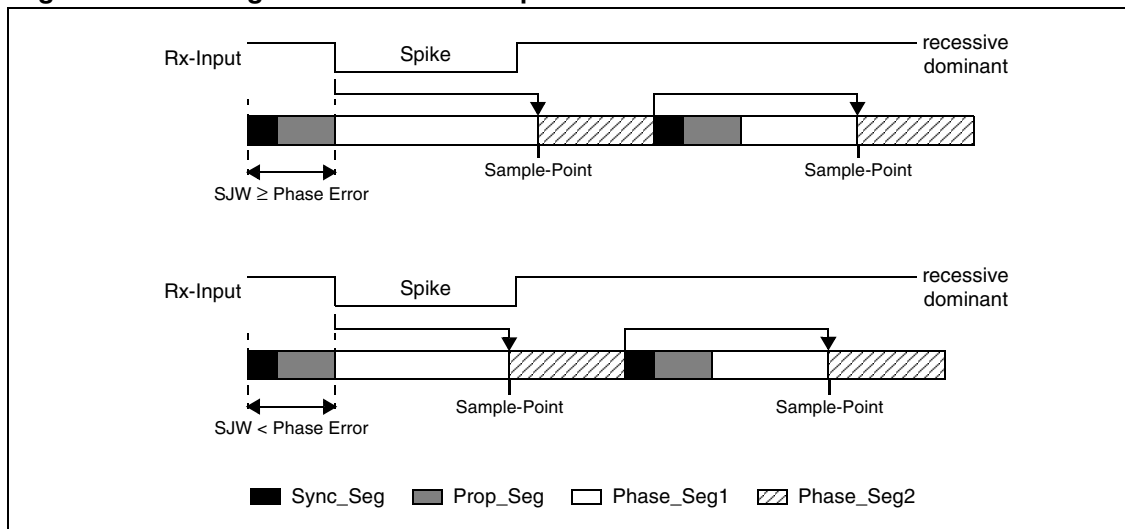 Rx-Input
Spike
recessive
dominant
Sample-Point
Sample-Point
SJW ≥ Phase Error
Rx-Input
Spike
recessive
dominant
Sample-Point
Sample-Point
SJW < Phase Error
Sync_Seg
Prop_Seg
Phase_Seg1
Phase_Seg2